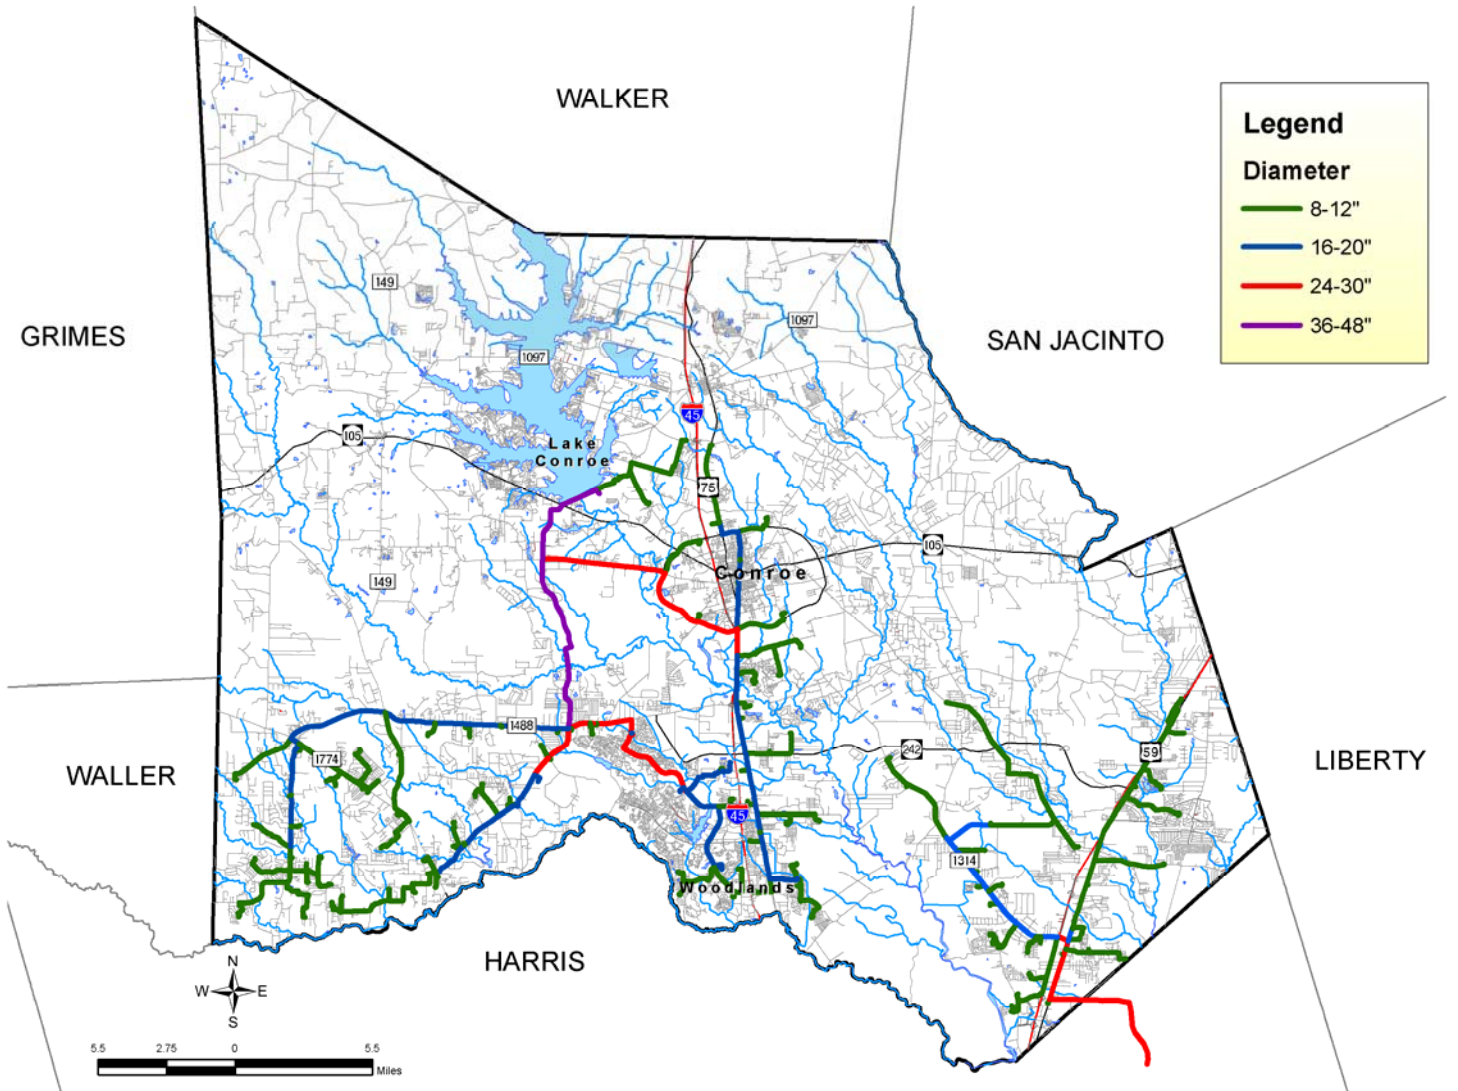 WALKER
Legend
Diameter
8-12"
16-20"
24-30"
36-48"
149
1097
GRIMES
SAN JACINTO
1097
45
105
Lake
Conroe
75
105
Conroe
149
1488
242
59
1774
WALLER
LIBERTY
45
1314
Woodlands
HARRIS
N
W
E
S
5.5
2.75
0
5.5
Miles